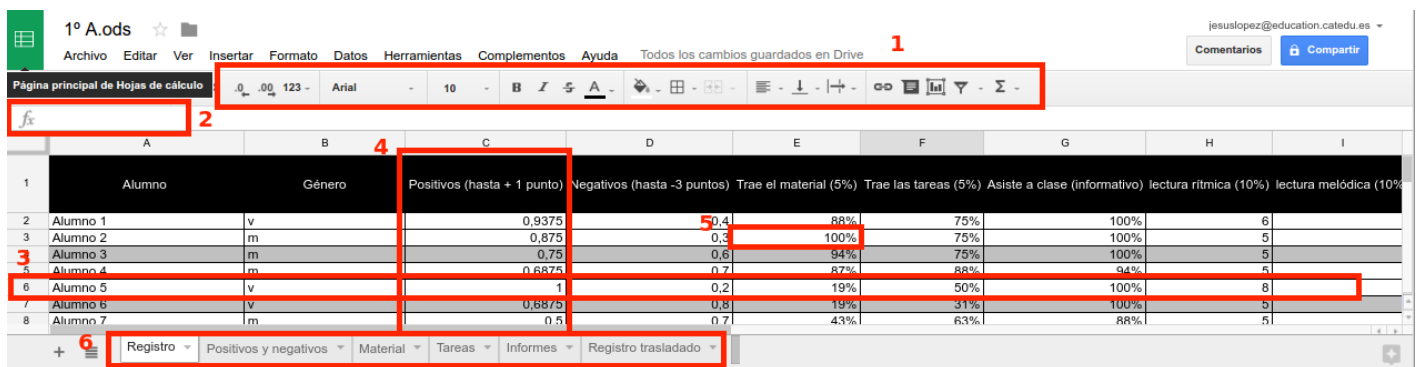 1º A.ods
jesuslopez@education.catedu.es
Archivo Editar Ver Insertar Formato Datos Herramientas Complementos Ayuda Todos los cambios guardados en Drive
1
Comentarios Compartir
Página principal de Hojas de cálculo .0 .00 123 Arial 10 B I S A Σ
fx 2
4
A B C D E F G H I
1 Alumno Género Positivos (hasta + 1 punto) Negativos (hasta -3 puntos) Trae el material (5%) Trae las tareas (5%) Asiste a clase (informativo) lectura rítmica (10%) lectura melódica (10%
2 Alumno 1 v 0,9375 0,4 88% 75% 100% 6
5
3 Alumno 2 m 0,875 0,3 100% 75% 100% 5
3
Alumno 3 m 0,75 0,6 94% 75% 100% 5
5 Alumno 4 m 0,6875 0,7 87% 88% 94% 5
6 Alumno 5 v 1 0,2 19% 50% 100% 8
7 Alumno 6 v 0,6875 0,8 19% 31% 100% 5
8 Alumno 7 m 0,5 0,7 43% 63% 88% 5
6
Registro Positivos y negativos Material Tareas Informes Registro trasladado